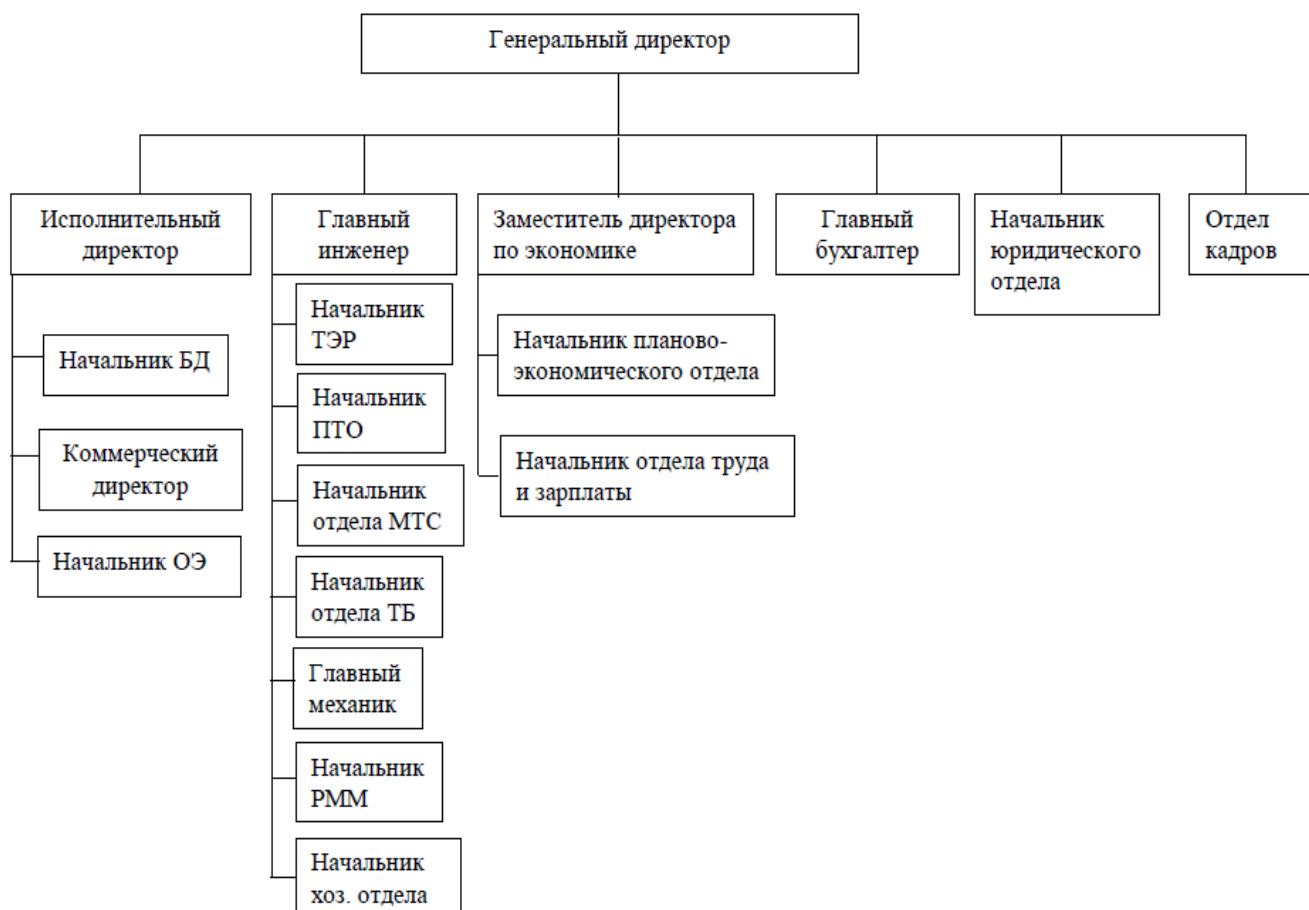 Генеральный директор
Исполнительный
директор
Главный
инженер
Заместитель директора
по экономике
Главный
бухгалтер
Начальник
юридического
отдела
Отдел
кадров
Начальник БД
Коммерческий
директор
Начальник ОЭ
Начальник
ТЭР
Начальник
ПТО
Начальник
отдела МТС
Начальник
отдела ТБ
Главный
механик
Начальник
РММ
Начальник
хоз. отдела
Начальник планово-
экономического отдела
Начальник отдела труда
и зарплаты